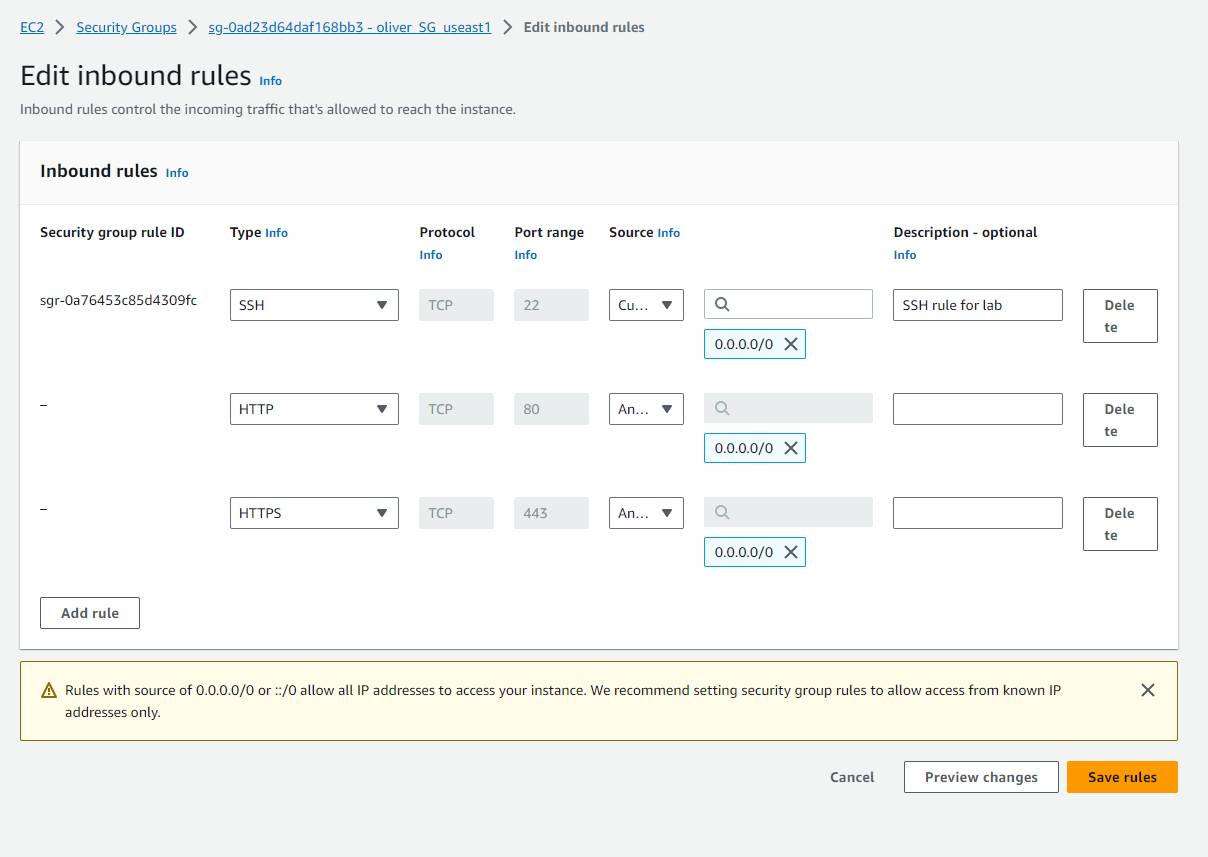 EC2 > Security Groups > sg-0ad23d64daf168bb3 - oliver_SG_useast1 > Edit inbound rules
Edit inbound rules Info
Inbound rules control the incoming traffic that's allowed to reach the instance.
Inbound rules Info
Security group rule ID Type Info Protocol Info Port range Info Source Info Description - optional Info
sgr-0a76453c85d4309fc SSH TCP 22 Cu... SSH rule for lab Delete
0.0.0.0/0
– HTTP TCP 80 An... Delete
0.0.0.0/0
– HTTPS TCP 443 An... Delete
0.0.0.0/0
Add rule
Rules with source of 0.0.0.0/0 or ::/0 allow all IP addresses to access your instance. We recommend setting security group rules to allow access from known IP
addresses only.
Cancel Preview changes Save rules